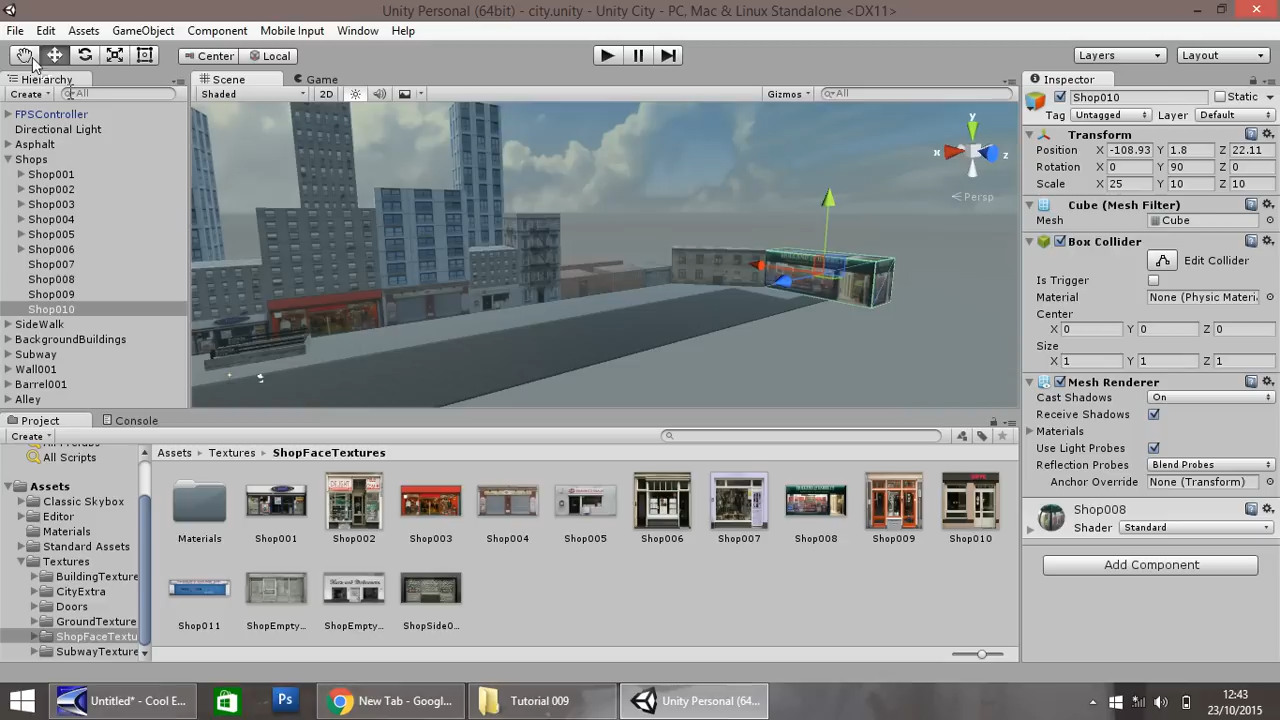 Unity Personal (64bit) - city.unity - Unity City - PC, Mac & Linux Standalone <DX11>
File Edit Assets GameObject Component Mobile Input Window Help
Center Local Layers Layout
Hierarchy
Create All
FPSController
Directional Light
Asphalt
Shops
Shop001
Shop002
Shop003
Shop004
Shop005
Shop006
Shop007
Shop008
Shop009
Shop010
SideWalk
BackgroundBuildings
Subway
Wall001
Barrel001
Alley
Scene Game
Shaded 2D Gizmos All
y
x z
Persp
Inspector
Shop010 Static
Tag Untagged Layer Default
Transform
Position X -108.93 Y 1.8 Z 22.11
Rotation X 0 Y 90 Z 0
Scale X 25 Y 10 Z 10
Cube (Mesh Filter)
Mesh Cube
Box Collider
Edit Collider
Is Trigger
Material None (Physic Materi
Center
X 0 Y 0 Z 0
Size
X 1 Y 1 Z 1
Mesh Renderer
Cast Shadows On
Receive Shadows
Materials
Use Light Probes
Reflection Probes Blend Probes
Anchor Override None (Transform)
Shop008
Shader Standard
Add Component
Project Console
Create
All Scripts
Assets
Classic Skybox
Editor
Materials
Standard Assets
Textures
BuildingTexture
CityExtra
Doors
GroundTexture
ShopFaceTextu
SubwayTexture
Assets Textures ShopFaceTextures
Materials Shop001 Shop002 Shop003 Shop004 Shop005 Shop006 Shop007 Shop008 Shop009 Shop010
Shop011 ShopEmpty... ShopEmpty... ShopSide0...
Untitled* - Cool E... New Tab - Googl... Tutorial 009 Unity Personal (64...
12:43
23/10/2015